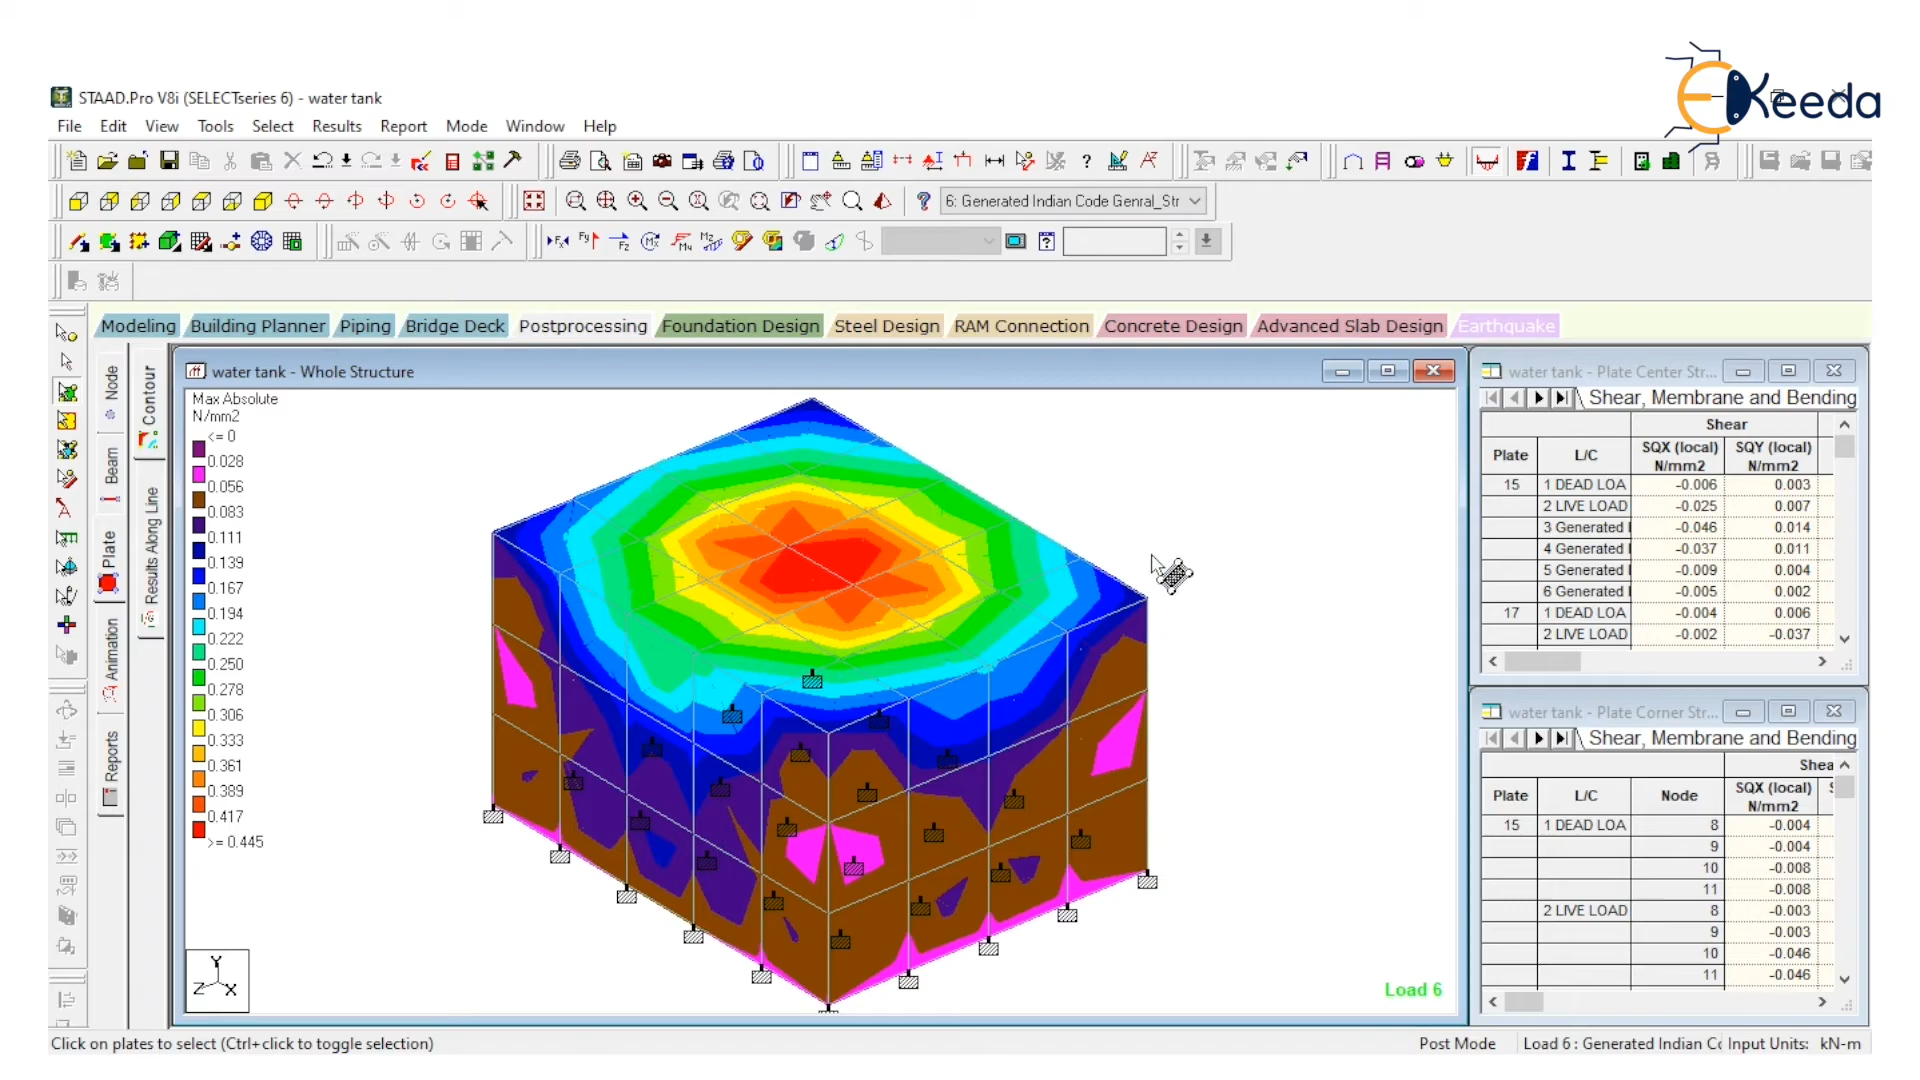 EKeeda
STAAD.Pro V8i (SELECTseries 6) - water tank
File Edit View Tools Select Results Report Mode Window Help
6: Generated Indian Code Genral_Str
Modeling Building Planner Piping Bridge Deck Postprocessing Foundation Design Steel Design RAM Connection Concrete Design Advanced Slab Design Earthquake
Node
Beam
Plate
Animation
Reports
Contour
Results Along Line
water tank - Whole Structure
Max Absolute
N/mm2
<= 0
0.028
0.056
0.083
0.111
0.139
0.167
0.194
0.222
0.250
0.278
0.306
0.333
0.361
0.389
0.417
>= 0.445
Y
Z X
Load 6
water tank - Plate Center Str...
Shear, Membrane and Bending
Shear
Plate L/C SQX (local) N/mm2 SQY (local) N/mm2
15 1 DEAD LOA -0.006 0.003
2 LIVE LOAD -0.025 0.007
3 Generated -0.046 0.014
4 Generated -0.037 0.011
5 Generated -0.009 0.004
6 Generated -0.005 0.002
17 1 DEAD LOA -0.004 0.006
2 LIVE LOAD -0.002 -0.037
water tank - Plate Corner Str...
Shear, Membrane and Bending
Shea
Plate L/C Node SQX (local) N/mm2
15 1 DEAD LOA 8 -0.004
9 -0.004
10 -0.008
11 -0.008
2 LIVE LOAD 8 -0.003
9 -0.003
10 -0.046
11 -0.046
Click on plates to select (Ctrl+click to toggle selection)
Post Mode Load 6 : Generated Indian Cc Input Units: kN-m